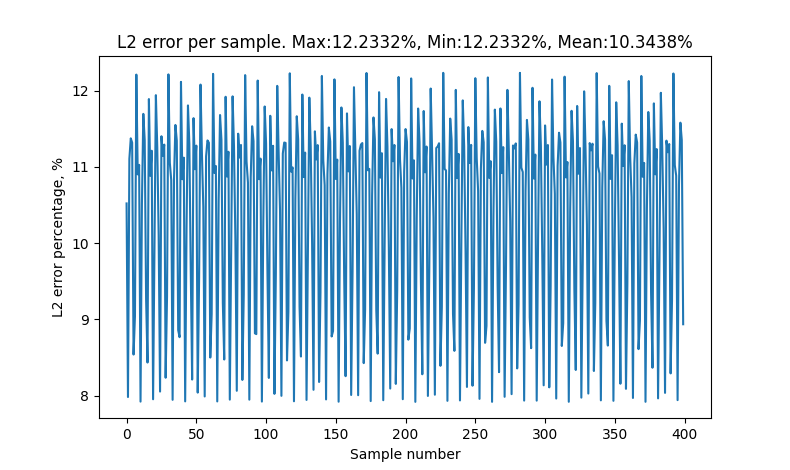 L2 error per sample. Max:12.2332%, Min:12.2332%, Mean:10.3438%
12
11
10
9
8
L2 error percentage, %
0 50 100 150 200 250 300 350 400
Sample number